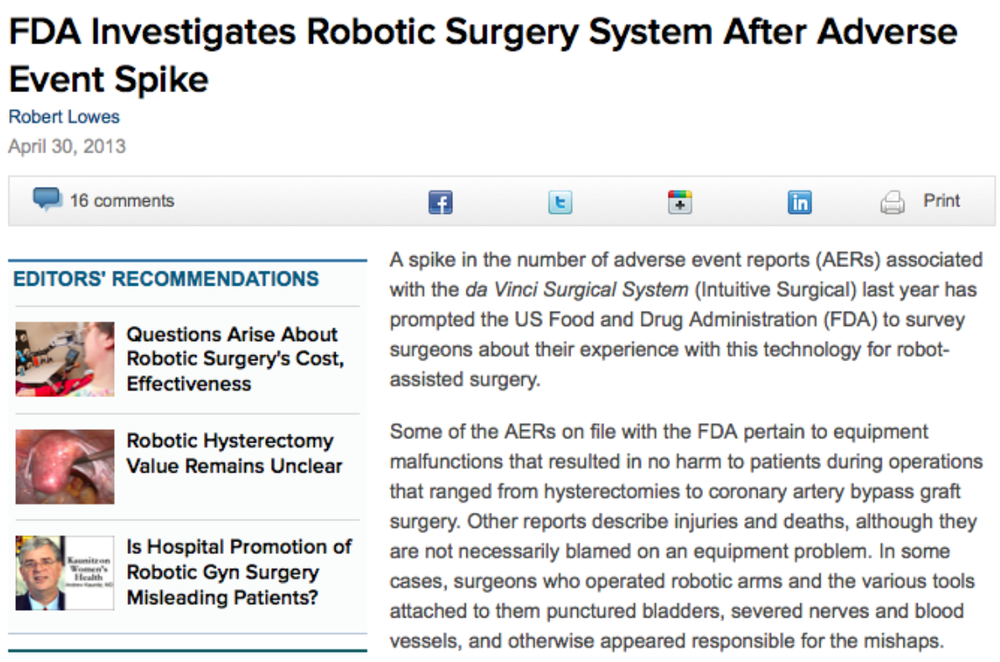 FDA Investigates Robotic Surgery System After Adverse
Event Spike
Robert Lowes
April 30, 2013
16 comments
Print
EDITORS' RECOMMENDATIONS
Questions Arise About
Robotic Surgery's Cost,
Effectiveness
Robotic Hysterectomy
Value Remains Unclear
Kaunitz on
Women's
Health
Andrew Kaunitz, MD
Is Hospital Promotion of
Robotic Gyn Surgery
Misleading Patients?
A spike in the number of adverse event reports (AERs) associated
with the da Vinci Surgical System (Intuitive Surgical) last year has
prompted the US Food and Drug Administration (FDA) to survey
surgeons about their experience with this technology for robot-
assisted surgery.
Some of the AERs on file with the FDA pertain to equipment
malfunctions that resulted in no harm to patients during operations
that ranged from hysterectomies to coronary artery bypass graft
surgery. Other reports describe injuries and deaths, although they
are not necessarily blamed on an equipment problem. In some
cases, surgeons who operated robotic arms and the various tools
attached to them punctured bladders, severed nerves and blood
vessels, and otherwise appeared responsible for the mishaps.